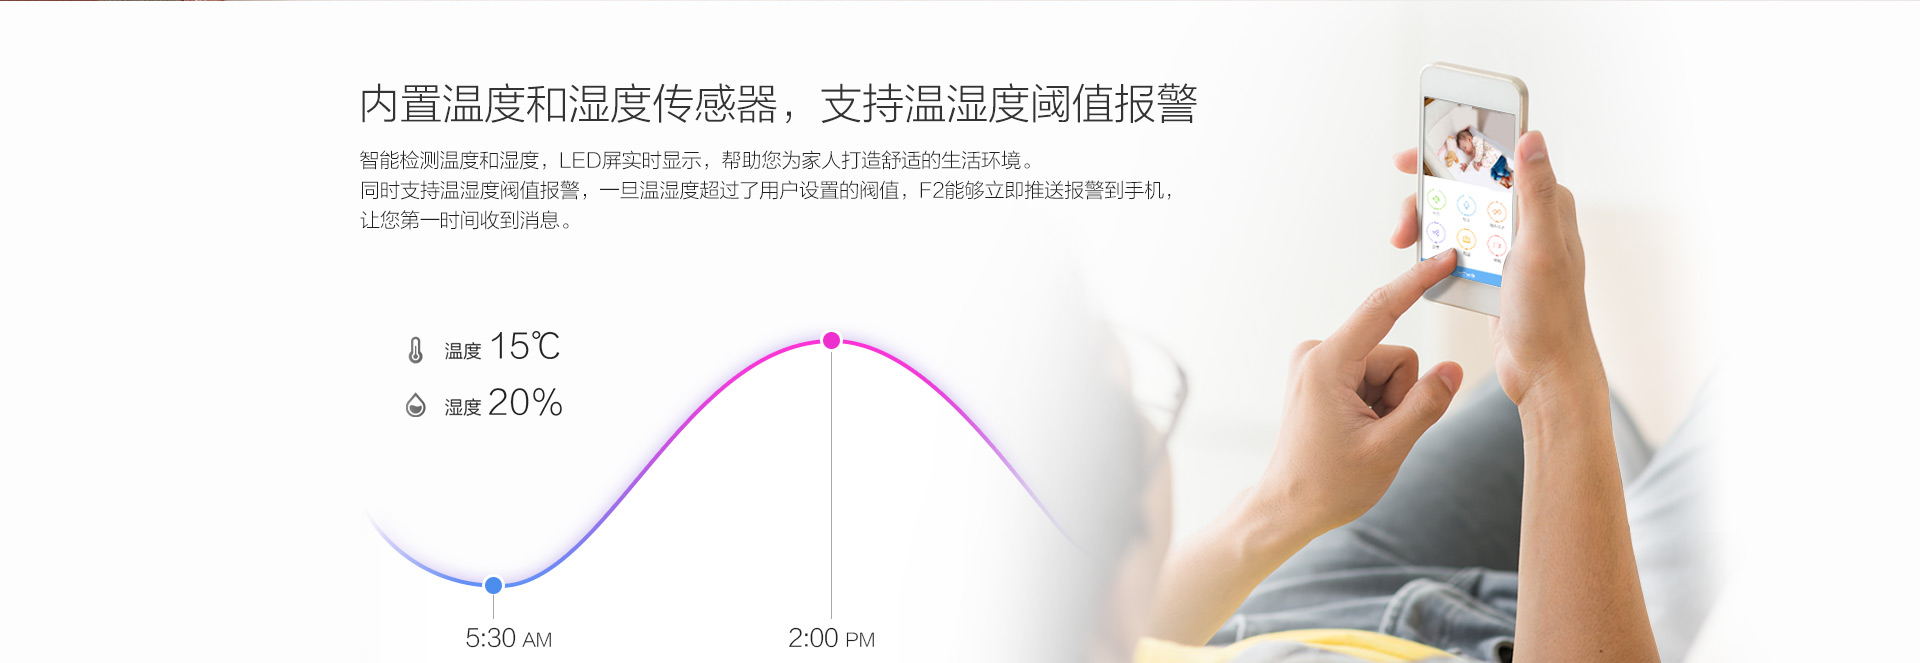 内置温度和湿度传感器，支持温湿度阈值报警
智能检测温度和湿度，LED屏实时显示，帮助您为家人打造舒适的生活环境。
同时支持温湿度阀值报警，一旦温湿度超过了用户设置的阀值，F2能够立即推送报警到手机，
让您第一时间收到消息。
温度 15℃
湿度 20%
5:30 AM
2:00 PM